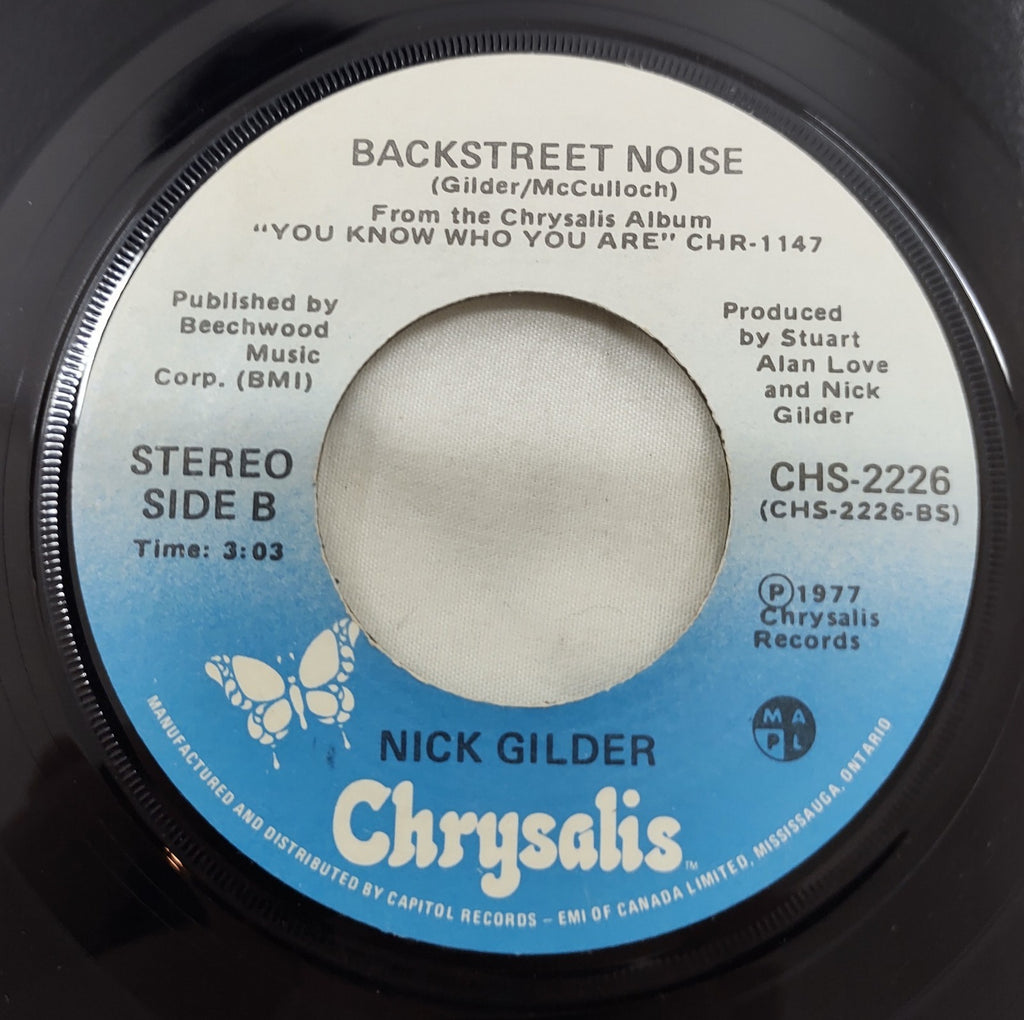 BACKSTREET NOISE
(Gilder/McCulloch)
From the Chrysalis Album
"YOU KNOW WHO YOU ARE" CHR-1147
Published by
Beechwood
Music
Corp. (BMI)
Produced
by Stuart
Alan Love
and Nick
Gilder
STEREO
SIDE B
Time: 3:03
CHS-2226
(CHS-2226-BS)
Ⓟ1977
Chrysalis
Records
M A
P L
NICK GILDER
Chrysalis™
MANUFACTURED AND DISTRIBUTED BY CAPITOL RECORDS – EMI OF CANADA LIMITED, MISSISSAUGA, ONTARIO